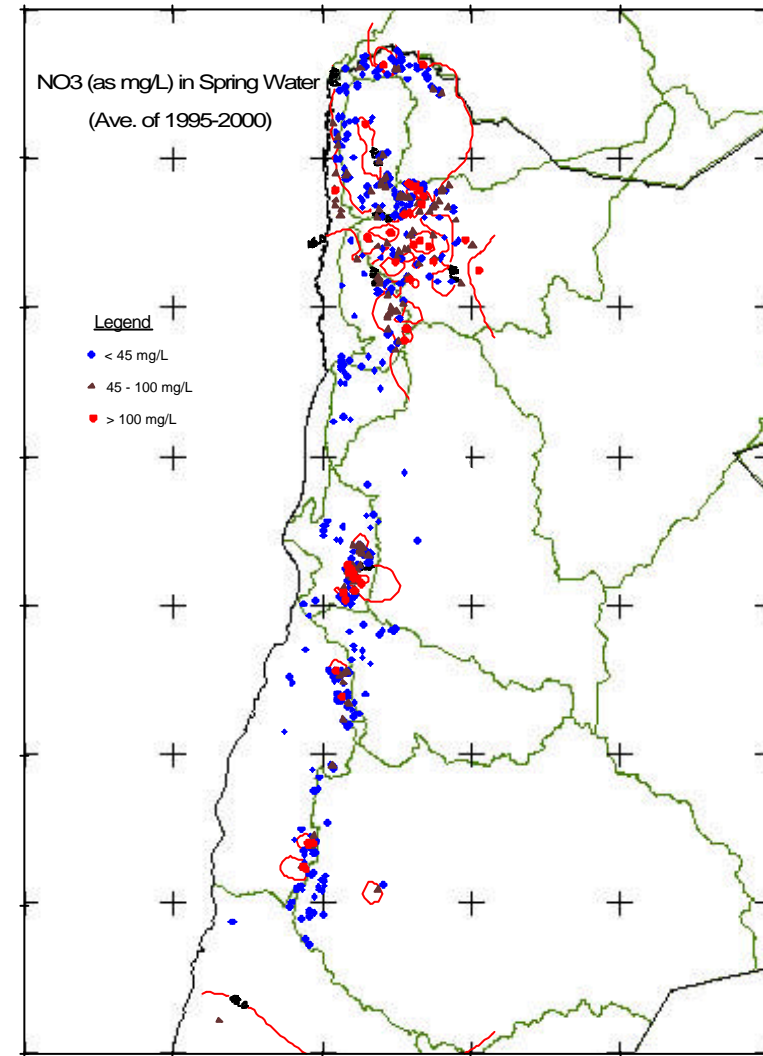 NO3 (as mg/L) in Spring Water
(Ave. of 1995-2000)
Legend
< 45 mg/L
45 - 100 mg/L
> 100 mg/L